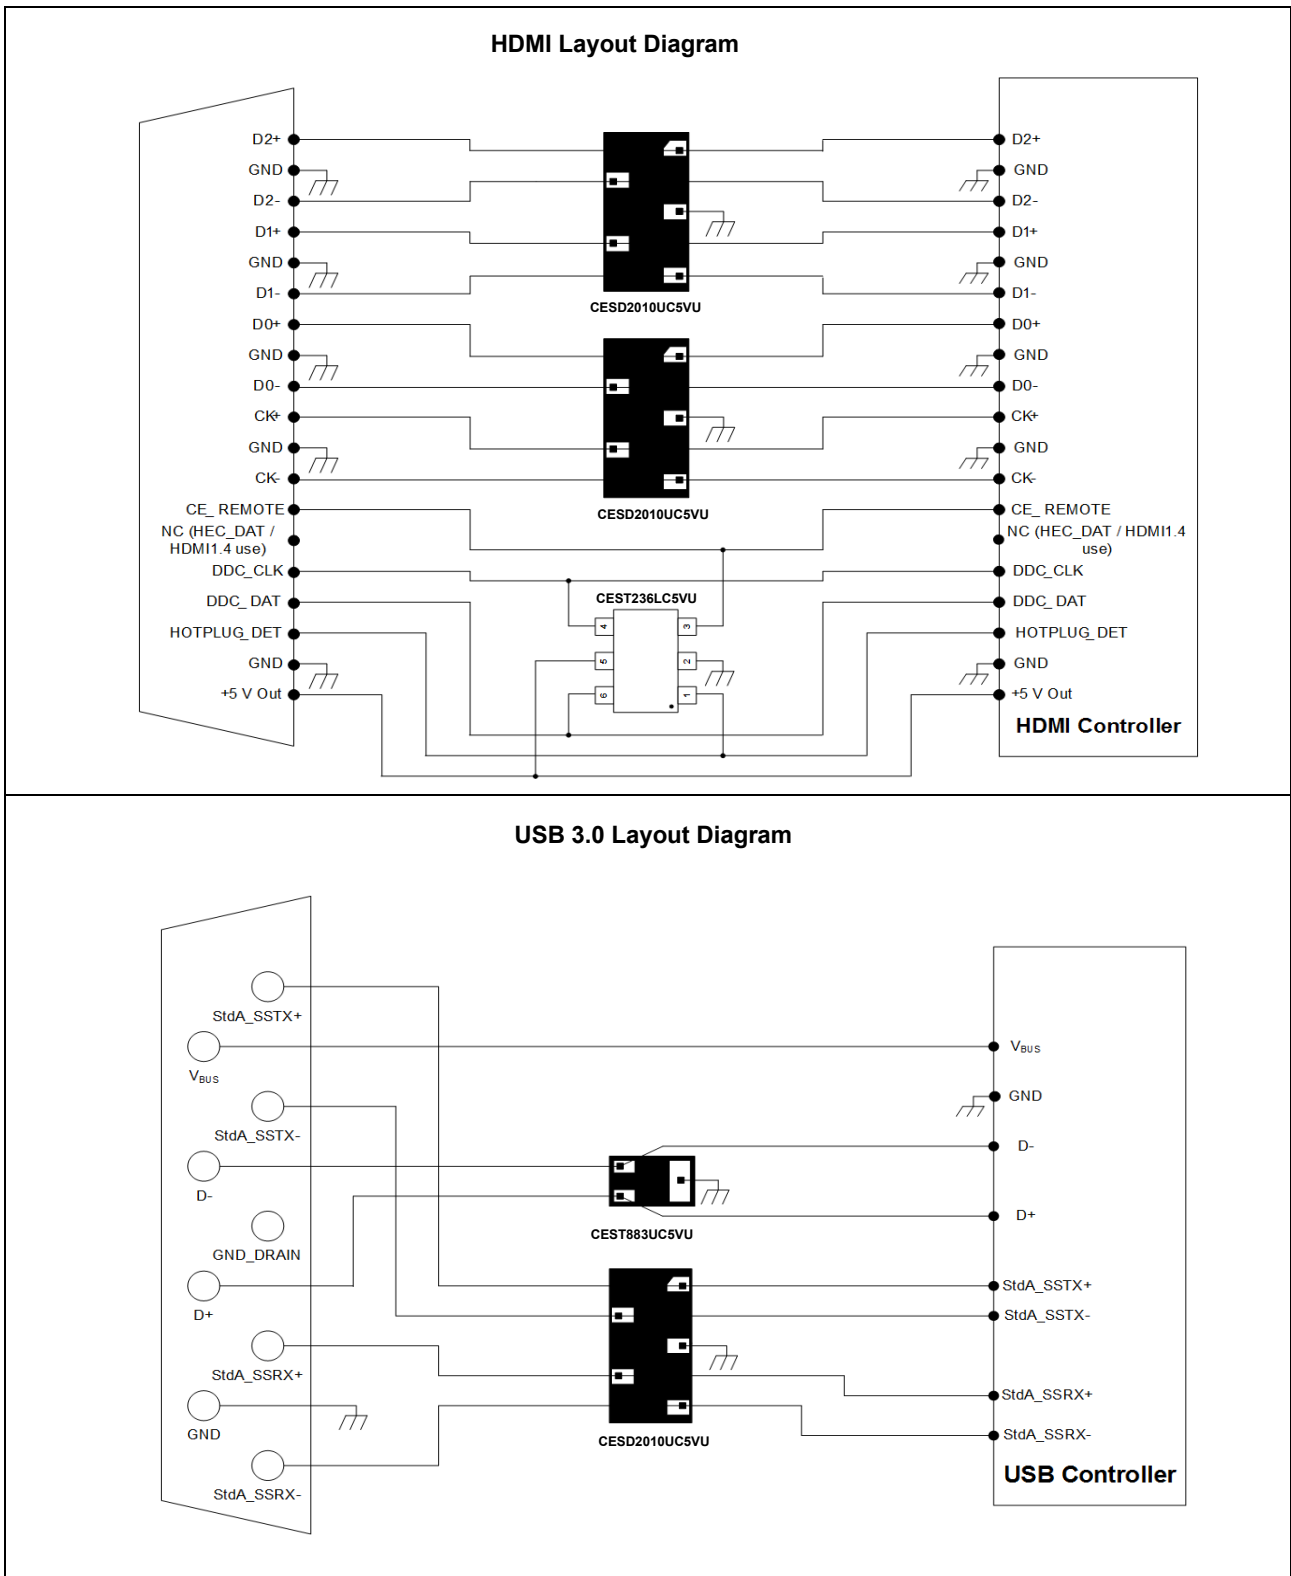 HDMI Layout Diagram
D2+
GND
D2-
D1+
GND
D1-
D0+
GND
D0-
CK+
GND
CK-
CE_ REMOTE
NC (HEC_DAT /
HDMI1.4 use)
DDC_CLK
DDC_ DAT
HOTPLUG_DET
GND
+5 V Out
CESD2010UC5VU
CESD2010UC5VU
CEST236LC5VU
4
3
5
2
6
1
D2+
GND
D2-
D1+
GND
D1-
D0+
GND
D0-
CK+
GND
CK-
CE_ REMOTE
NC (HEC_DAT / HDMI1.4
use)
DDC_CLK
DDC_ DAT
HOTPLUG_DET
GND
+5 V Out
HDMI Controller
USB 3.0 Layout Diagram
StdA_SSTX+
VBUS
StdA_SSTX-
D-
GND_DRAIN
D+
StdA_SSRX+
GND
StdA_SSRX-
CEST883UC5VU
CESD2010UC5VU
VBUS
GND
D-
D+
StdA_SSTX+
StdA_SSTX-
StdA_SSRX+
StdA_SSRX-
USB Controller